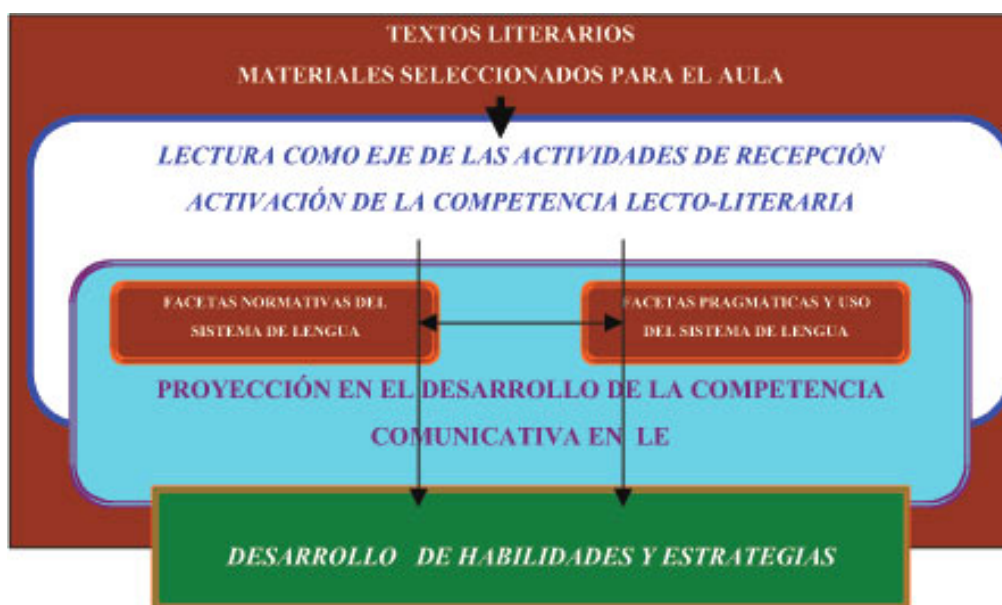 TEXTOS LITERARIOS
MATERIALES SELECCIONADOS PARA EL AULA
LECTURA COMO EJE DE LAS ACTIVIDADES DE RECEPCIÓN
ACTIVACIÓN DE LA COMPETENCIA LECTO-LITERARIA
FACETAS NORMATIVAS DEL
SISTEMA DE LENGUA
FACETAS PRAGMÁTICAS Y USO
DEL SISTEMA DE LENGUA
PROYECCIÓN EN EL DESARROLLO DE LA COMPETENCIA
COMUNICATIVA EN LE
DESARROLLO DE HABILIDADES Y ESTRATEGIAS